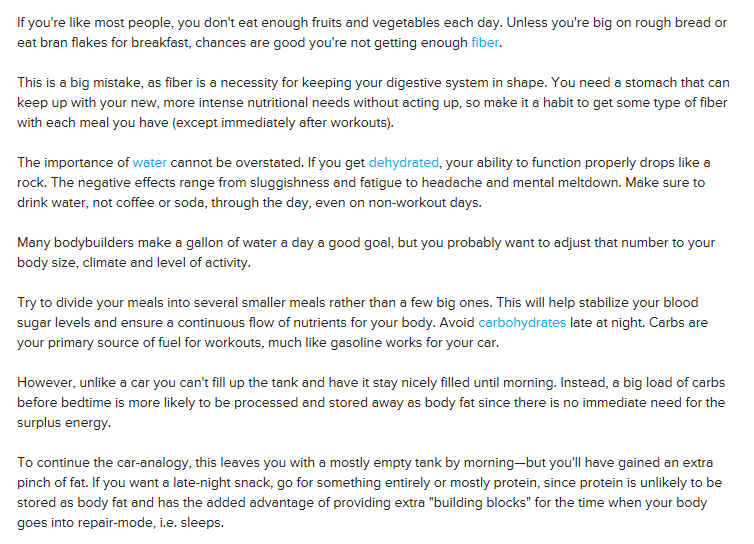 If you're like most people, you don't eat enough fruits and vegetables each day. Unless you're big on rough bread or
eat bran flakes for breakfast, chances are good you're not getting enough fiber.
This is a big mistake, as fiber is a necessity for keeping your digestive system in shape. You need a stomach that can
keep up with your new, more intense nutritional needs without acting up, so make it a habit to get some type of fiber
with each meal you have (except immediately after workouts).
The importance of water cannot be overstated. If you get dehydrated, your ability to function properly drops like a
rock. The negative effects range from sluggishness and fatigue to headache and mental meltdown. Make sure to
drink water, not coffee or soda, through the day, even on non-workout days.
Many bodybuilders make a gallon of water a day a good goal, but you probably want to adjust that number to your
body size, climate and level of activity.
Try to divide your meals into several smaller meals rather than a few big ones. This will help stabilize your blood
sugar levels and ensure a continuous flow of nutrients for your body. Avoid carbohydrates late at night. Carbs are
your primary source of fuel for workouts, much like gasoline works for your car.
However, unlike a car you can't fill up the tank and have it stay nicely filled until morning. Instead, a big load of carbs
before bedtime is more likely to be processed and stored away as body fat since there is no immediate need for the
surplus energy.
To continue the car-analogy, this leaves you with a mostly empty tank by morning—but you'll have gained an extra
pinch of fat. If you want a late-night snack, go for something entirely or mostly protein, since protein is unlikely to be
stored as body fat and has the added advantage of providing extra "building blocks" for the time when your body
goes into repair-mode, i.e. sleeps.